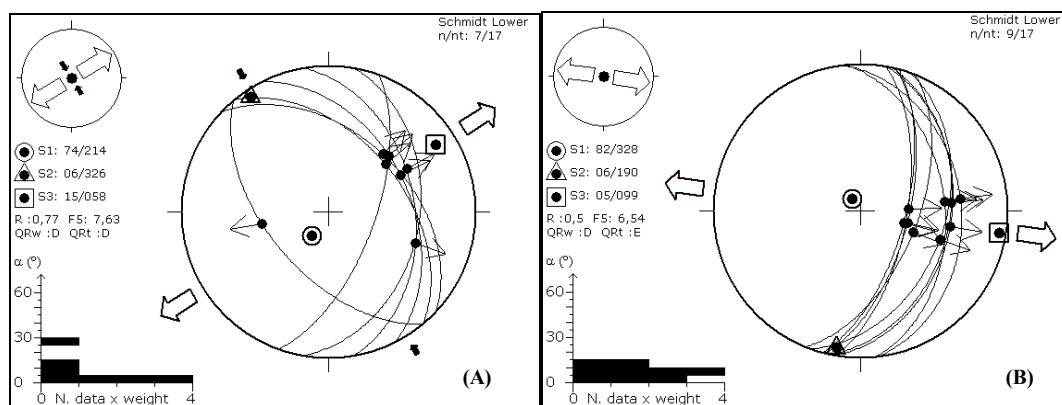 Schmidt Lower
n/nt: 7/17
S1: 74/214
S2: 06/326
S3: 15/058
R :0,77 F5: 7,63
QRw :D QRt :D
α (º)
60
30
0
0 N. data x weight 4
(A)
Schmidt Lower
n/nt: 9/17
S1: 82/328
S2: 06/190
S3: 05/099
R :0,5 F5: 6,54
QRw :D QRt :E
α (º)
60
30
0
0 N. data x weight 4
(B)